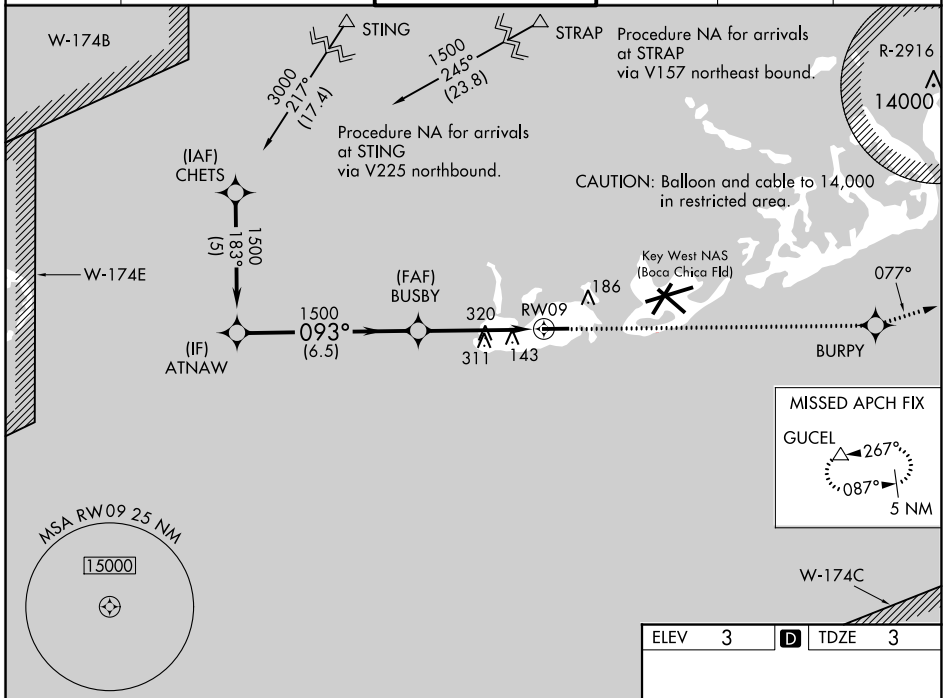 W-174B
STING
STRAP
Procedure NA for arrivals
at STRAP
via V157 northeast bound.
R-2916
14000
3000
217°
(17.4)
1500
245°
(23.8)
Procedure NA for arrivals
at STING
via V225 northbound.
CAUTION: Balloon and cable to 14,000
in restricted area.
(IAF)
CHETS
1500
183°
(5)
W-174E
Key West NAS
(Boca Chica Fld)
077°
(FAF)
BUSBY
186
1500
093°
(6.5)
320
RW09
(IF)
ATNAW
311
143
BURPY
MISSED APCH FIX
GUCEL
267°
087°
5 NM
MSA RW09 25 NM
15000
W-174C
ELEV 3 D TDZE 3